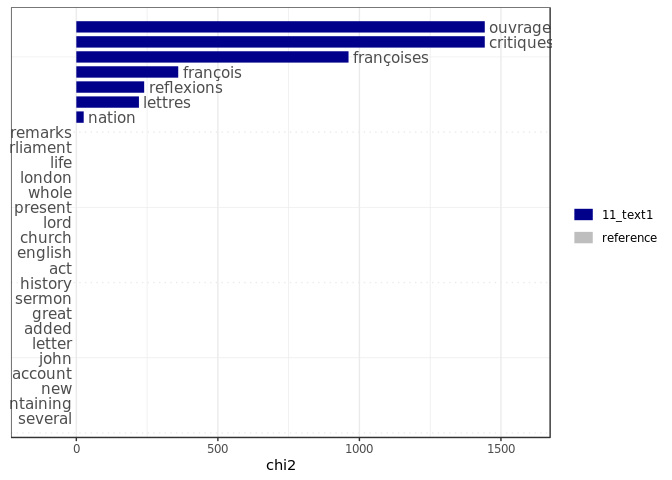 ouvrage
critiques
françoises
françois
reflexions
lettres
nation
remarks
rliament
life
london
whole
present
lord
church
english
act
history
sermon
great
added
letter
john
account
new
ntaining
several
11_text1
reference
0 500 1000 1500
chi2